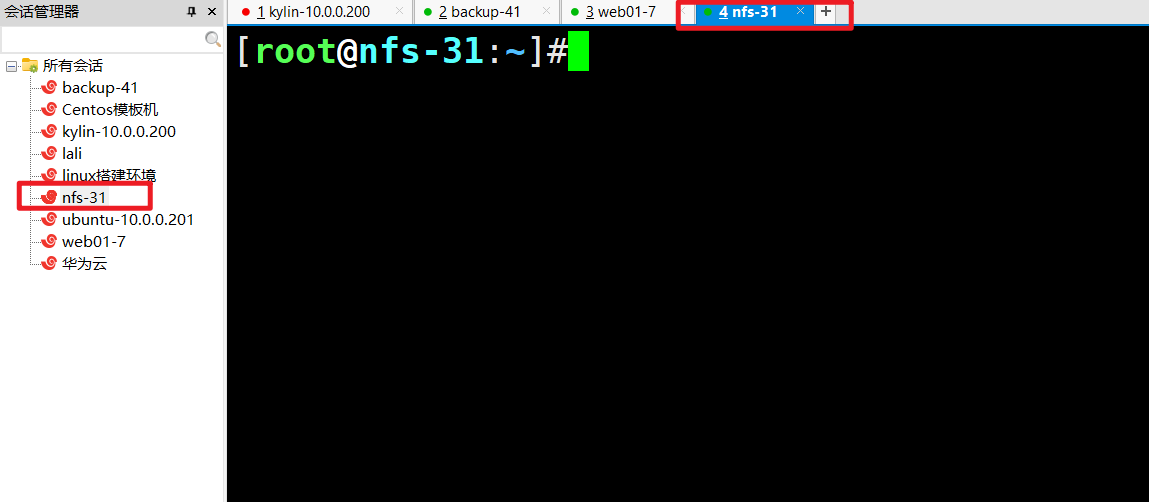 会话管理器
1 kylin-10.0.0.200
2 backup-41
3 web01-7
4 nfs-31
所有会话
backup-41
Centos模板机
kylin-10.0.0.200
lali
linux搭建环境
nfs-31
ubuntu-10.0.0.201
web01-7
华为云
[root@nfs-31:~]#